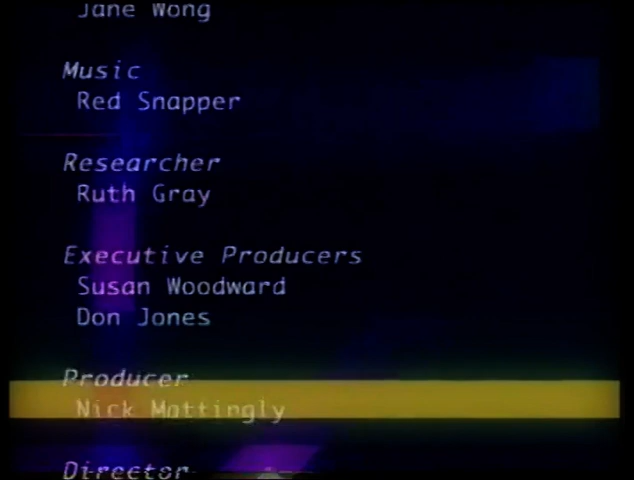 Jane Wong
Music
Red Snapper
Researcher
Ruth Gray
Executive Producers
Susan Woodward
Don Jones
Producer
Nick Mattingly
Director